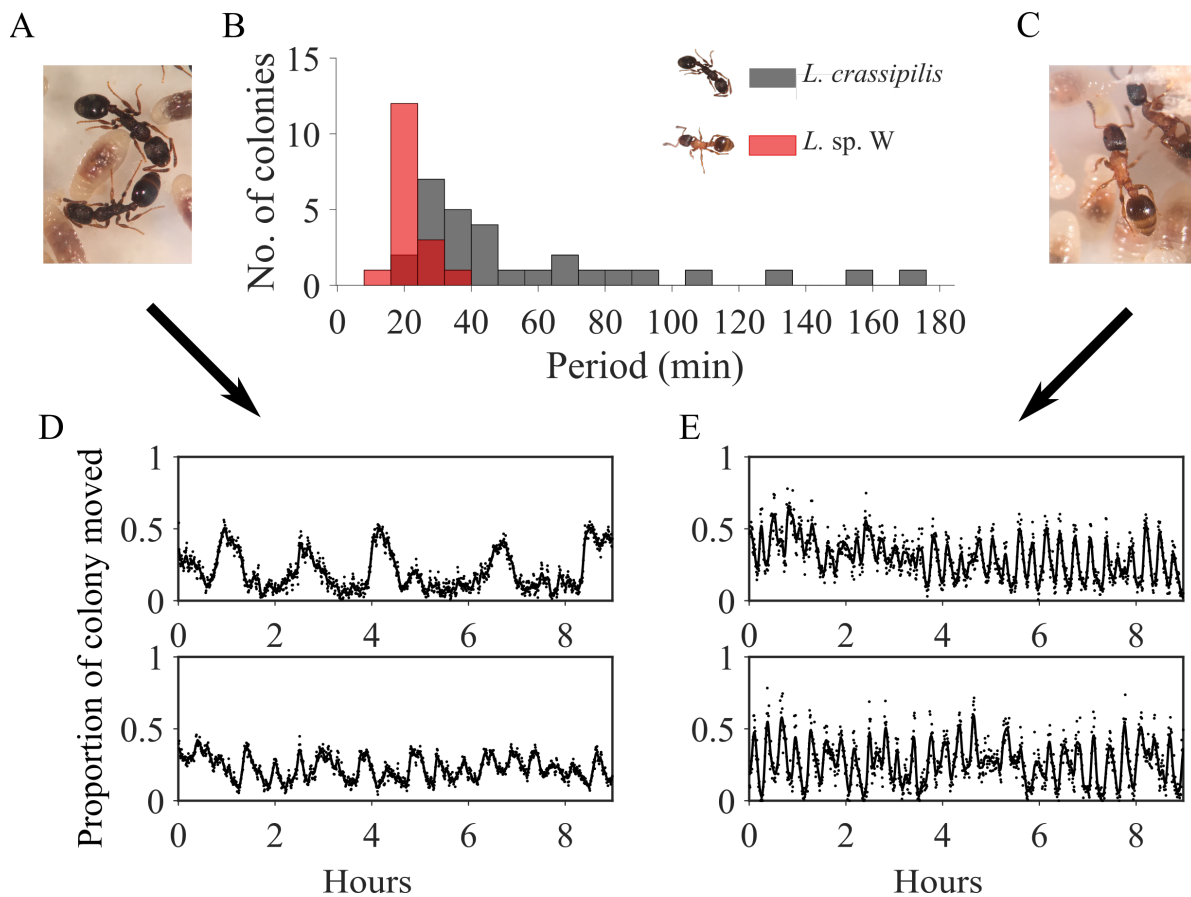 A
B
C
No. of colonies
15
10
5
0
L. crassipilis
L. sp. W
0 20 40 60 80 100 120 140 160 180
Period (min)
D
E
Proportion of colony moved
1
0.5
0
0 2 4 6 8
1
0.5
0
0 2 4 6 8
Hours
1
0.5
0
0 2 4 6 8
1
0.5
0
0 2 4 6 8
Hours